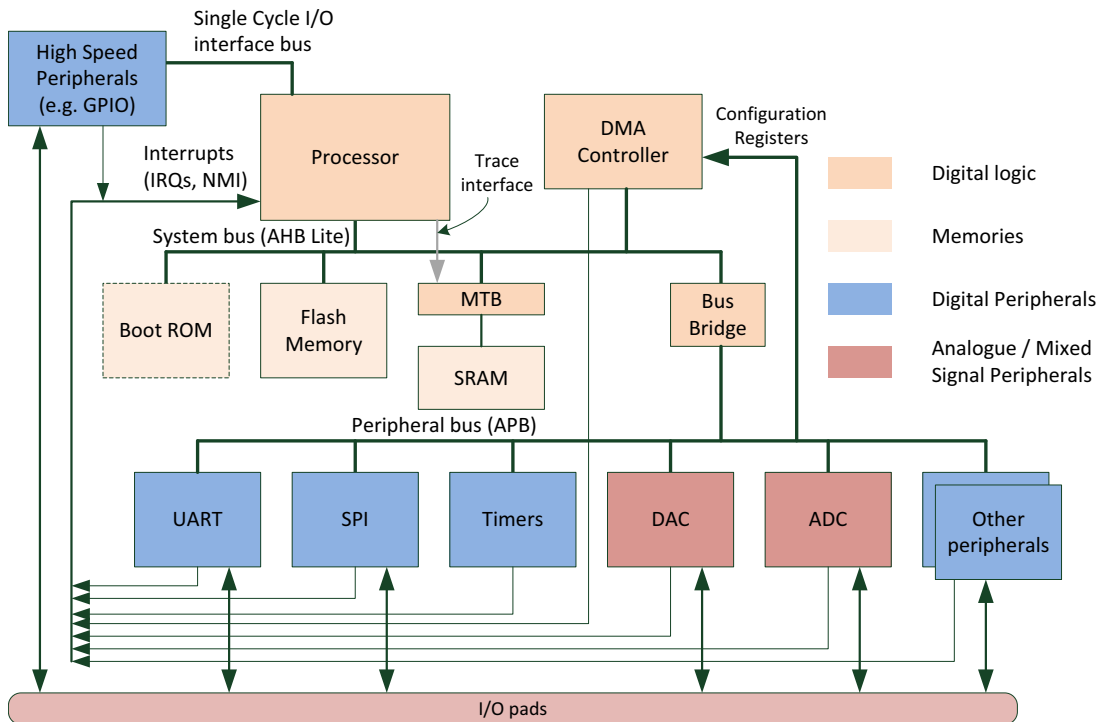 Single Cycle I/O
interface bus
High Speed
Peripherals
(e.g. GPIO)
Processor
DMA
Controller
Configuration
Registers
Interrupts
(IRQs, NMI)
Trace
interface
System bus (AHB Lite)
Boot ROM
Flash
Memory
MTB
SRAM
Bus
Bridge
Digital logic
Memories
Digital Peripherals
Analogue / Mixed
Signal Peripherals
Peripheral bus (APB)
UART
SPI
Timers
DAC
ADC
Other
peripherals
I/O pads